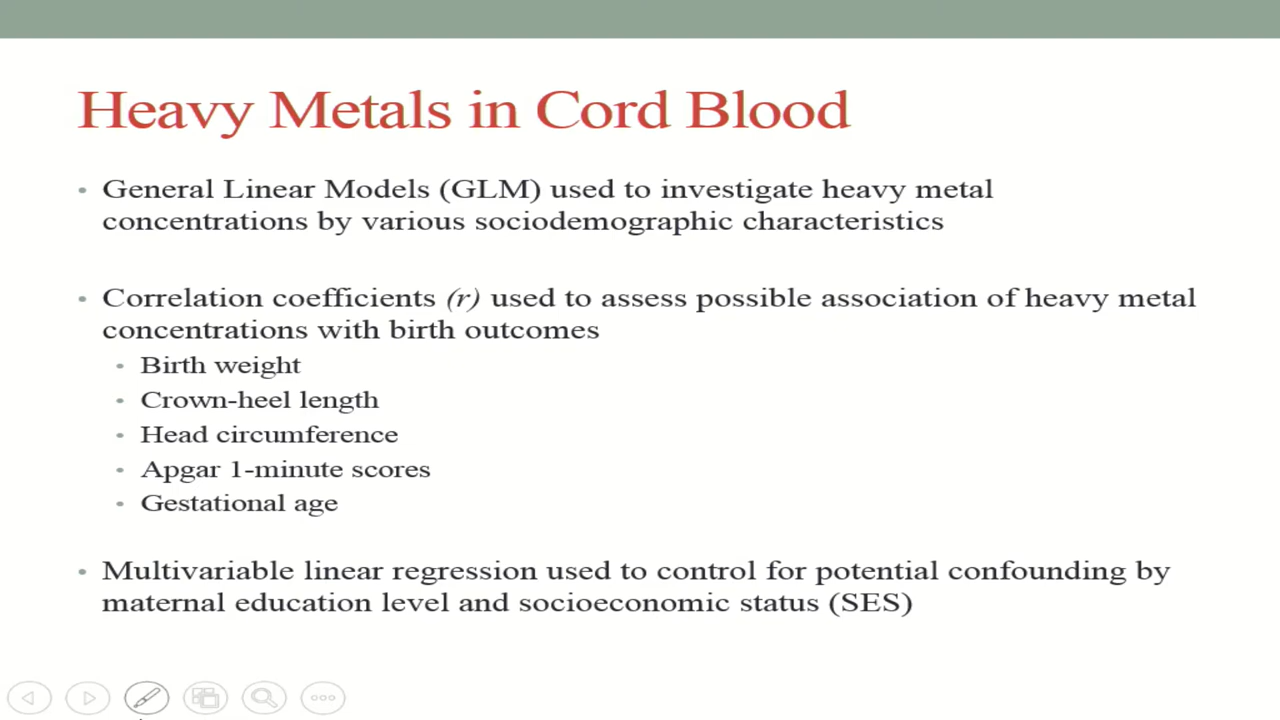 Heavy Metals in Cord Blood
• General Linear Models (GLM) used to investigate heavy metal
concentrations by various sociodemographic characteristics
• Correlation coefficients (r) used to assess possible association of heavy metal
concentrations with birth outcomes
• Birth weight
• Crown-heel length
• Head circumference
• Apgar 1-minute scores
• Gestational age
• Multivariable linear regression used to control for potential confounding by
maternal education level and socioeconomic status (SES)